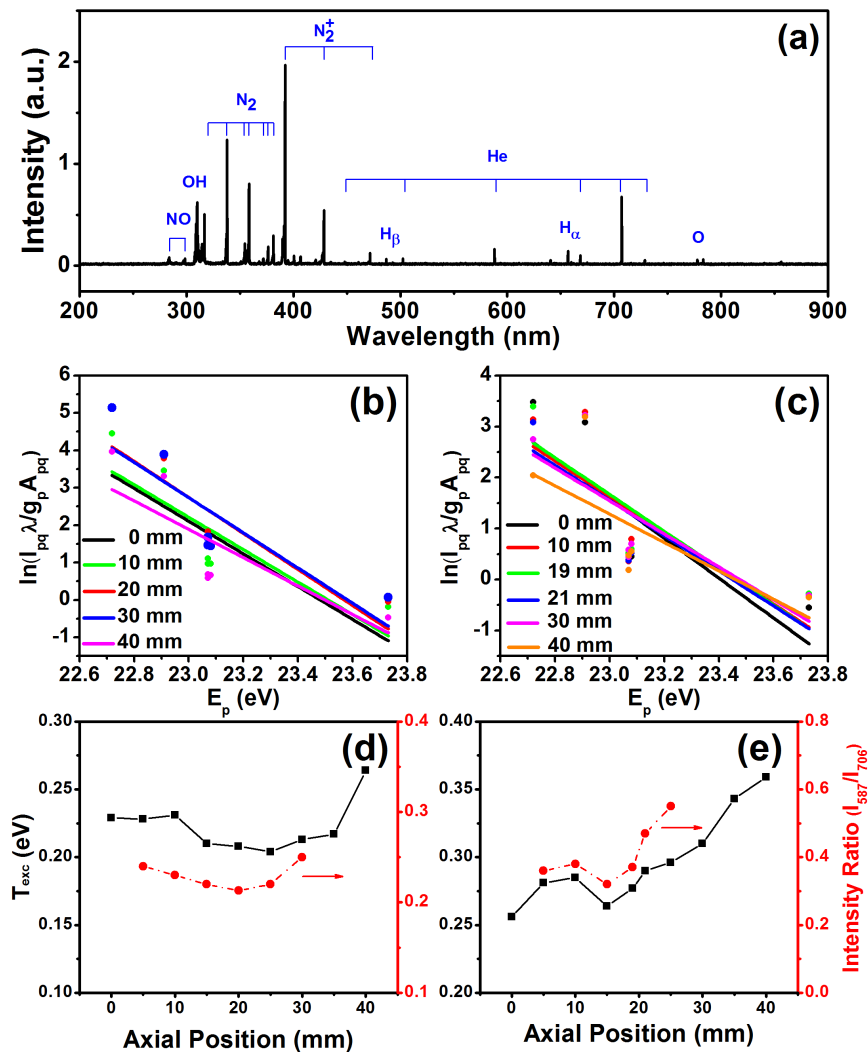 (a)
Intensity (a.u.)
2
1
0
NO
OH
N2
N2+
He
Hβ
Hα
O
200 300 400 500 600 700 800 900
Wavelength (nm)
(b)
ln(Ipqλ/gpApq)
6
5
4
3
2
1
0
-1
0 mm
10 mm
20 mm
30 mm
40 mm
22.6 22.8 23.0 23.2 23.4 23.6 23.8
Ep (eV)
(c)
ln(Ipqλ/gpApq)
4
3
2
1
0
-1
0 mm
10 mm
19 mm
21 mm
30 mm
40 mm
22.6 22.8 23.0 23.2 23.4 23.6 23.8
Ep (eV)
(d)
Texc (eV)
0.30
0.25
0.20
0.15
0.10
0.4
0.3
0.2
0.1
0 10 20 30 40
Axial Position (mm)
(e)
0.40
0.35
0.30
0.25
0.20
0.8
0.6
0.4
0.2
0.0
Intensity Ratio (I587/I706)
0 10 20 30 40
Axial Position (mm)